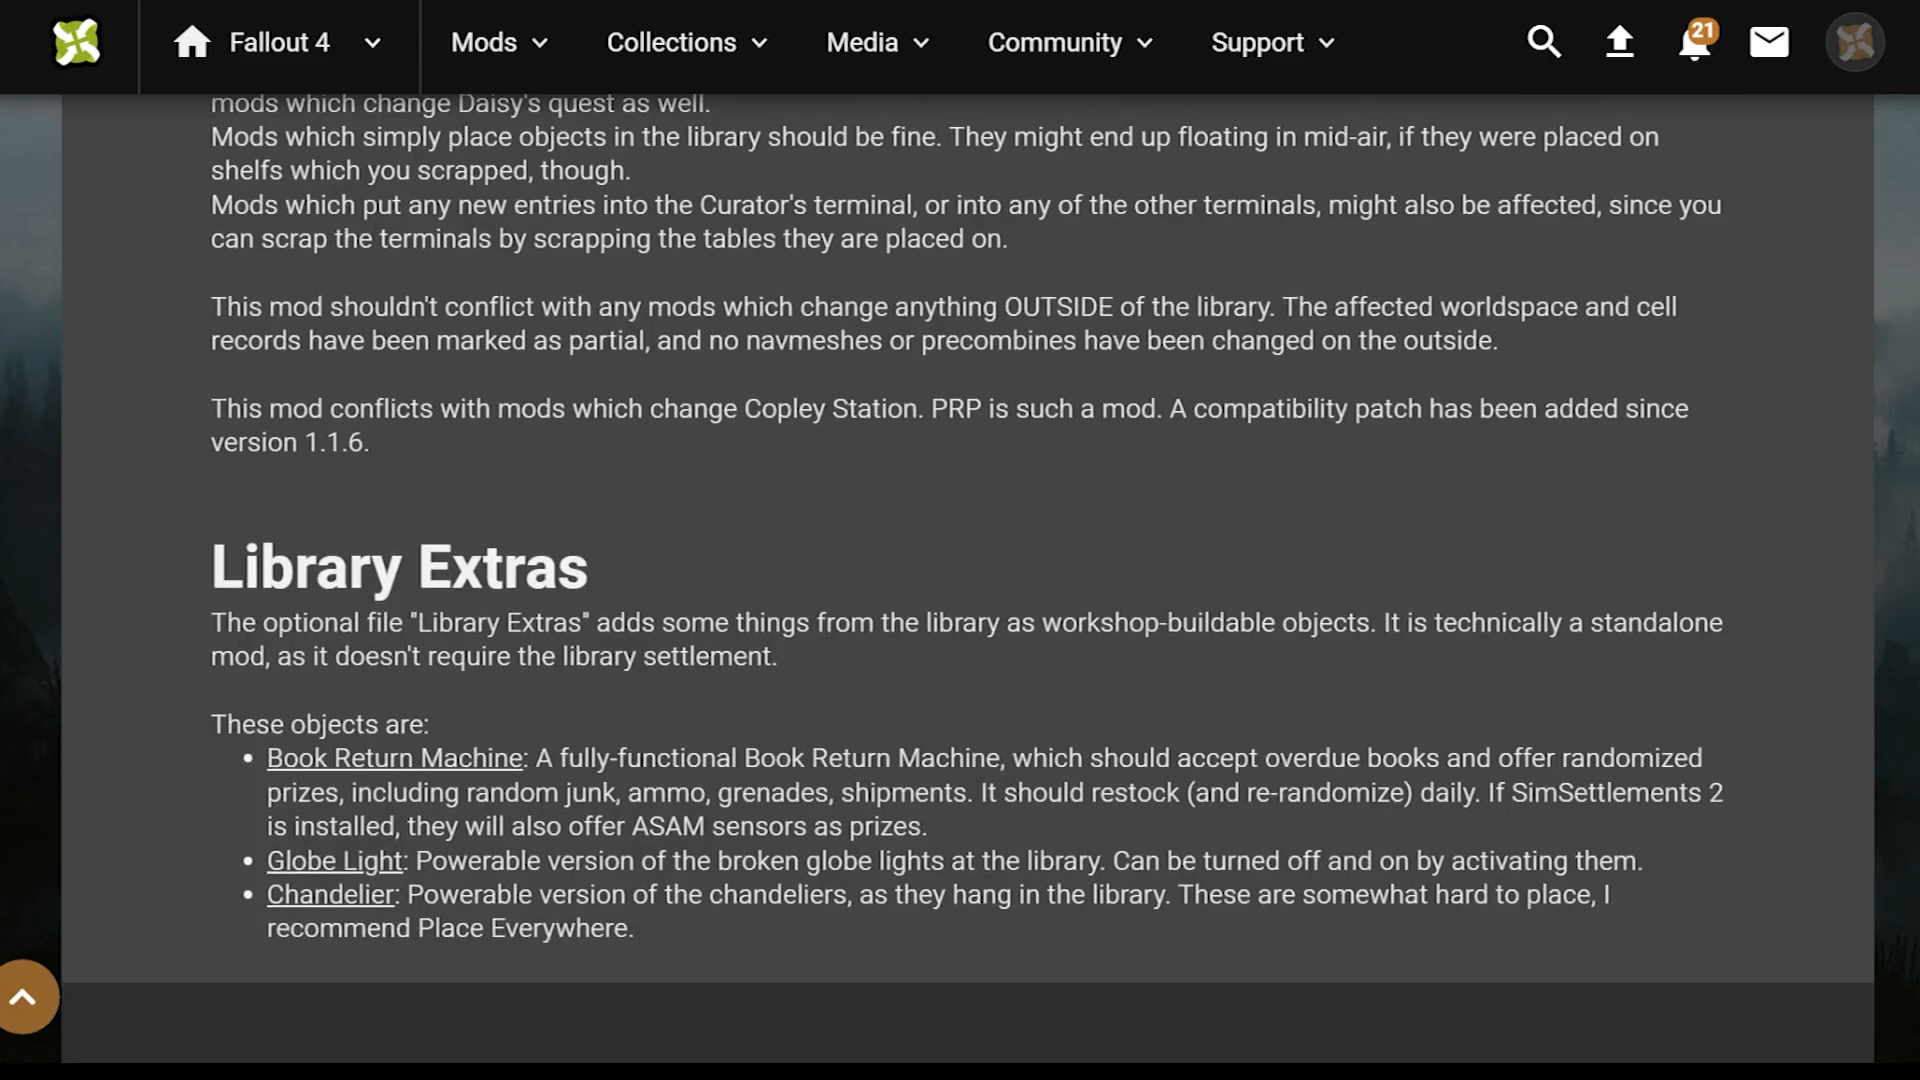 Fallout 4 Mods Collections Media Community Support 21
mods which change Daisy's quest as well.
Mods which simply place objects in the library should be fine. They might end up floating in mid-air, if they were placed on
shelfs which you scrapped, though.
Mods which put any new entries into the Curator's terminal, or into any of the other terminals, might also be affected, since you
can scrap the terminals by scrapping the tables they are placed on.
This mod shouldn't conflict with any mods which change anything OUTSIDE of the library. The affected worldspace and cell
records have been marked as partial, and no navmeshes or precombines have been changed on the outside.
This mod conflicts with mods which change Copley Station. PRP is such a mod. A compatibility patch has been added since
version 1.1.6.
Library Extras
The optional file "Library Extras" adds some things from the library as workshop-buildable objects. It is technically a standalone
mod, as it doesn't require the library settlement.
These objects are:
• Book Return Machine: A fully-functional Book Return Machine, which should accept overdue books and offer randomized
prizes, including random junk, ammo, grenades, shipments. It should restock (and re-randomize) daily. If SimSettlements 2
is installed, they will also offer ASAM sensors as prizes.
• Globe Light: Powerable version of the broken globe lights at the library. Can be turned off and on by activating them.
• Chandelier: Powerable version of the chandeliers, as they hang in the library. These are somewhat hard to place, I
recommend Place Everywhere.